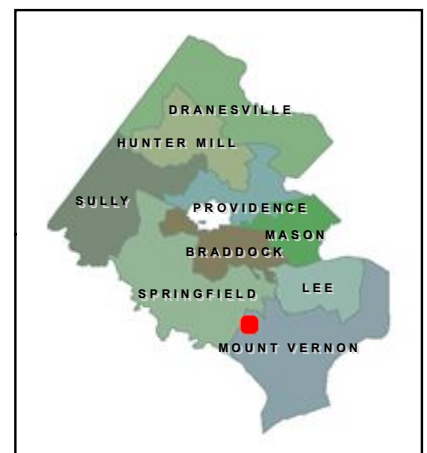 DRANESVILLE
HUNTER MILL
SULLY
PROVIDENCE
MASON
BRADDOCK
LEE
SPRINGFIELD
MOUNT VERNON